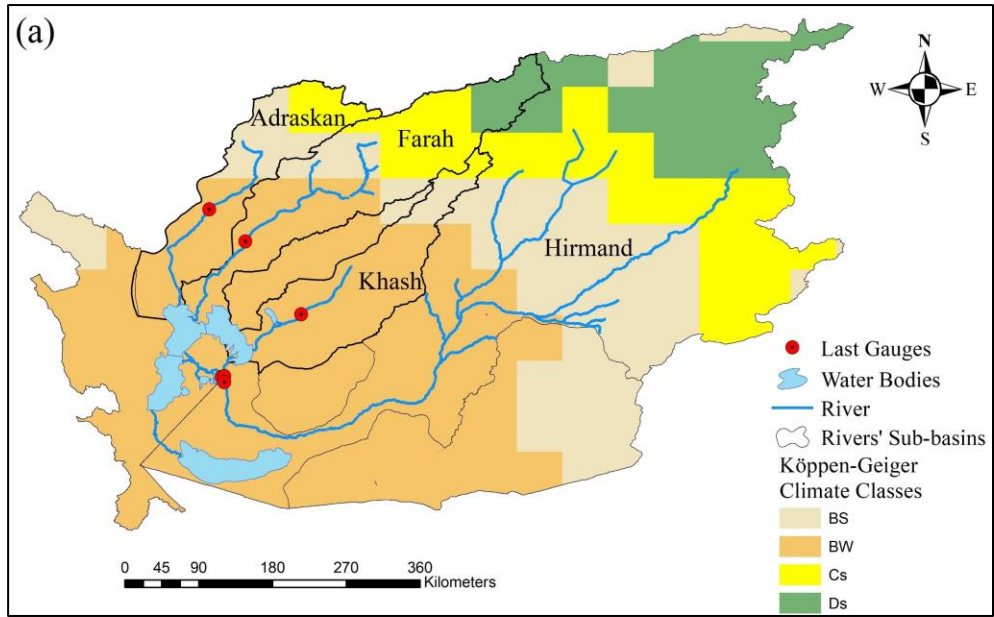 (a)
N
W
E
S
Adraskan
Farah
Hirmand
Khash
Last Gauges
Water Bodies
River
Rivers' Sub-basins
Köppen-Geiger
Climate Classes
BS
BW
Cs
Ds
0 45 90 180 270 360
Kilometers